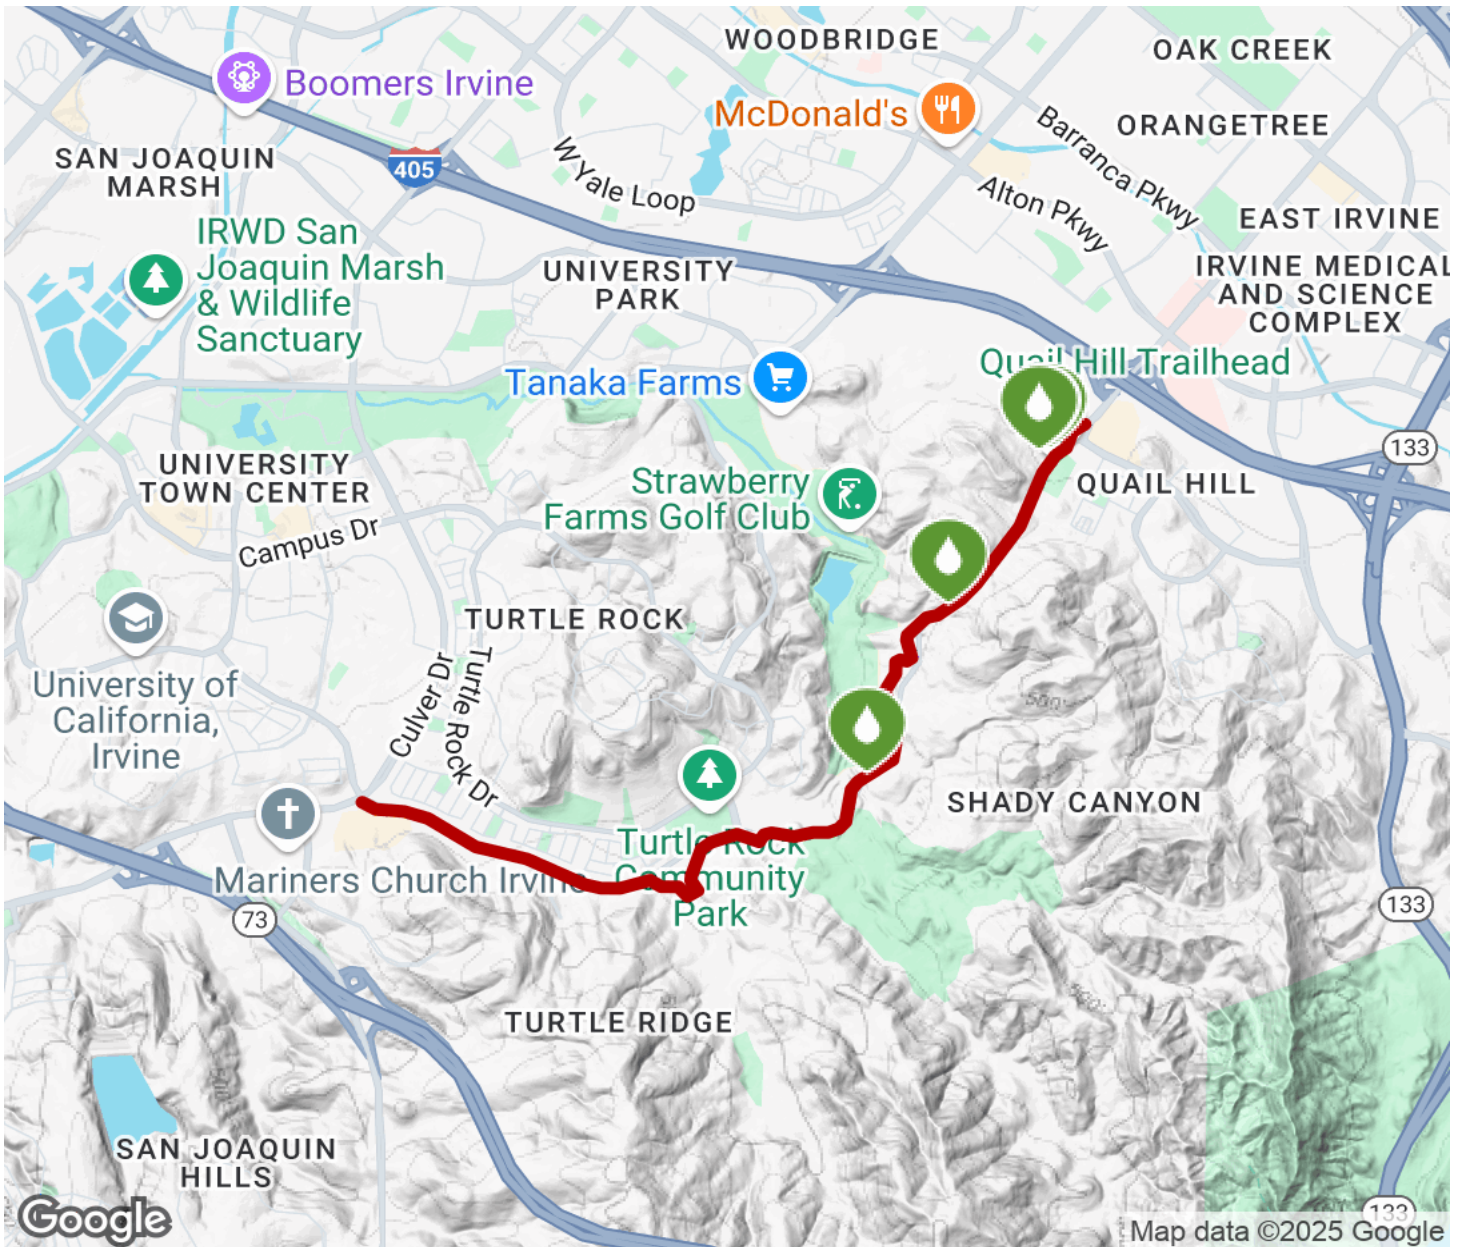 WOODBRIDGE
OAK CREEK
Boomers Irvine
McDonald's
Barranca Pkwy
ORANGETREE
SAN JOAQUIN
MARSH
405
W Yale Loop
Alton Pkwy
EAST IRVINE
IRWD San
Joaquin Marsh
& Wildlife
Sanctuary
UNIVERSITY
PARK
IRVINE MEDICAL
AND SCIENCE
COMPLEX
Quail Hill Trailhead
Tanaka Farms
133
UNIVERSITY
TOWN CENTER
Strawberry
Farms Golf Club
QUAIL HILL
Campus Dr
TURTLE ROCK
University of
California,
Irvine
Culver Dr
Turtle Rock Dr
500'
SHADY CANYON
Turtle Rock
Community
Park
Mariners Church Irvine
73
133
TURTLE RIDGE
SAN JOAQUIN
HILLS
133
Google
Map data ©2025 Google